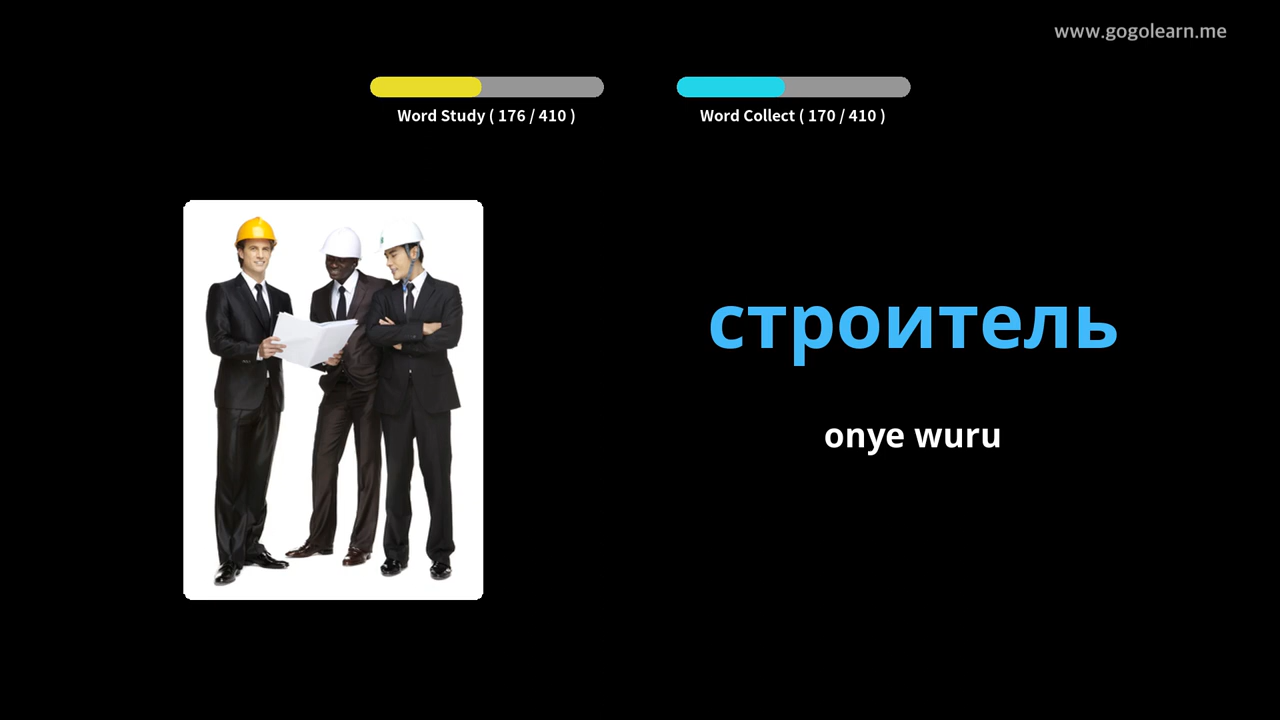 www.gogolearn.me
Word Study ( 176 / 410 )
Word Collect ( 170 / 410 )
строитель
onye wuru